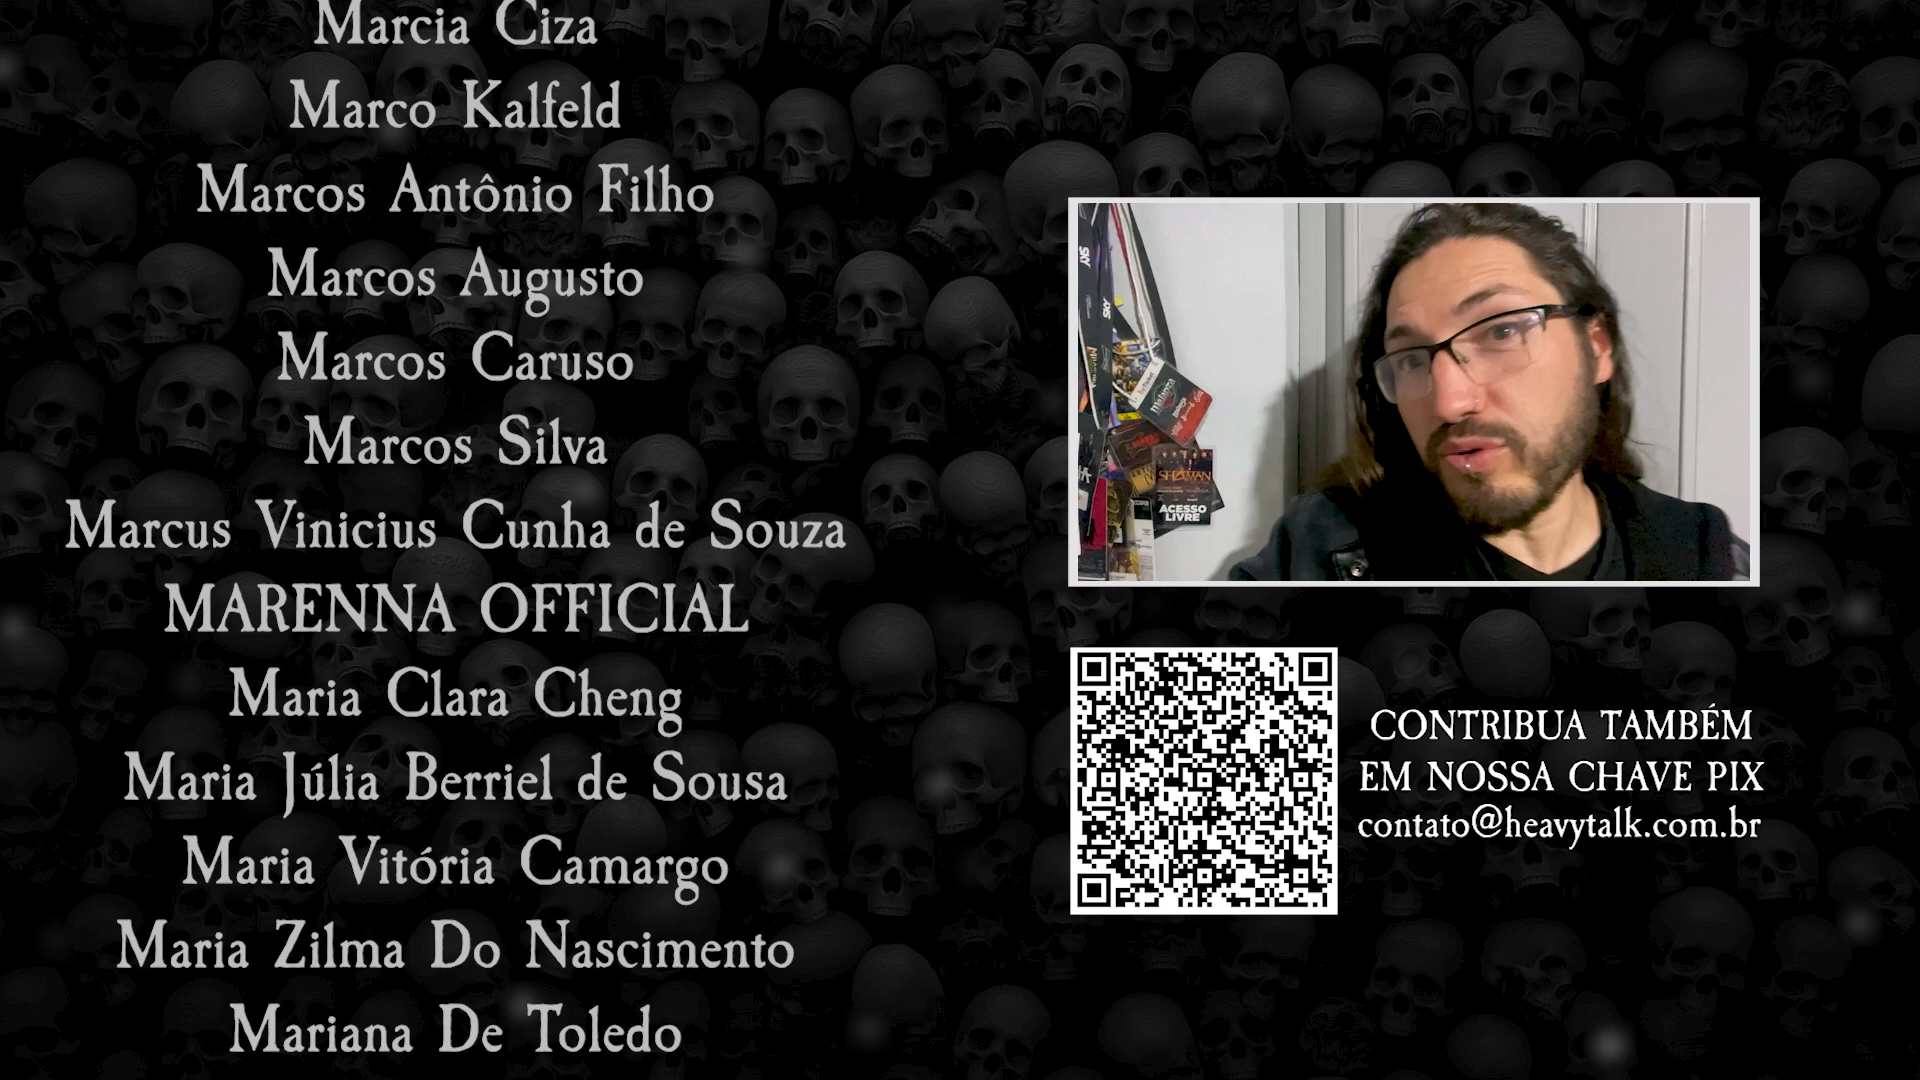 Marcia Ciza
Marco Kalfeld
Marcos Antônio Filho
Marcos Augusto
Marcos Caruso
Marcos Silva
Marcus Vinicius Cunha de Souza
MARENNA OFFICIAL
Maria Clara Cheng
Maria Júlia Berriel de Sousa
Maria Vitória Camargo
Maria Zilma Do Nascimento
Mariana De Toledo
SKY
SKY
SHAMAN
ACESSO
LIVRE
CONTRIBUA TAMBÉM
EM NOSSA CHAVE PIX
contato@heavytalk.com.br